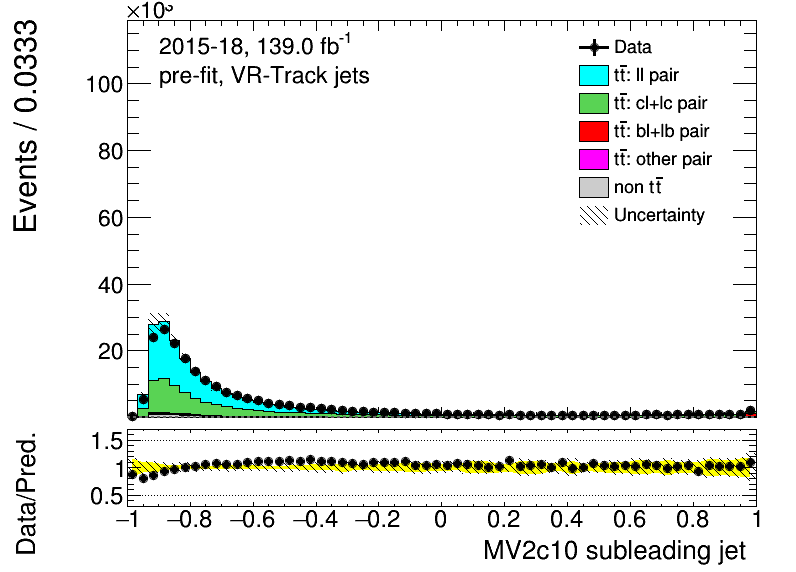 ×10³
2015-18, 139.0 fb⁻¹
pre-fit, VR-Track jets
Data
tt̄: ll pair
tt̄: cl+lc pair
tt̄: bl+lb pair
tt̄: other pair
non tt̄
Uncertainty
Events / 0.0333
100
80
60
40
20
Data/Pred.
1.5
1
0.5
−1 −0.8 −0.6 −0.4 −0.2 0 0.2 0.4 0.6 0.8 1
MV2c10 subleading jet